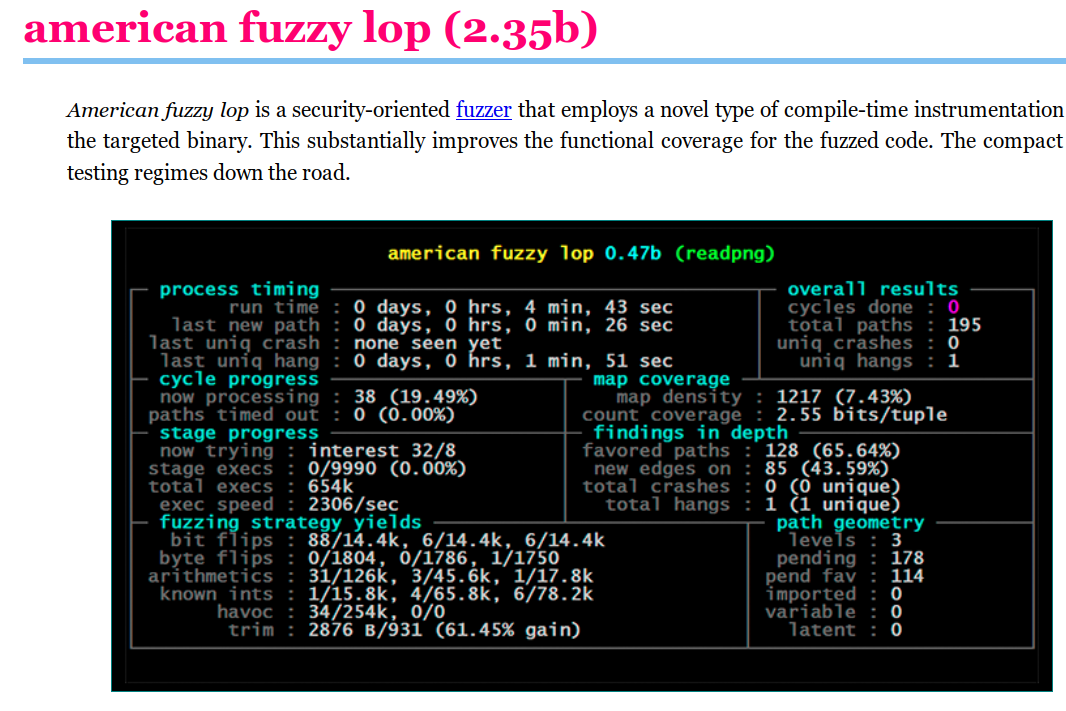 american fuzzy lop (2.35b)
American fuzzy lop is a security-oriented fuzzer that employs a novel type of compile-time instrumentation
the targeted binary. This substantially improves the functional coverage for the fuzzed code. The compact
testing regimes down the road.
american fuzzy lop 0.47b (readpng)
process timing
run time : 0 days, 0 hrs, 4 min, 43 sec
last new path : 0 days, 0 hrs, 0 min, 26 sec
last uniq crash : none seen yet
last uniq hang : 0 days, 0 hrs, 1 min, 51 sec
overall results
cycles done : 0
total paths : 195
uniq crashes : 0
uniq hangs : 1
cycle progress
now processing : 38 (19.49%)
paths timed out : 0 (0.00%)
map coverage
map density : 1217 (7.43%)
count coverage : 2.55 bits/tuple
stage progress
now trying : interest 32/8
stage execs : 0/9990 (0.00%)
total execs : 654k
exec speed : 2306/sec
findings in depth
favored paths : 128 (65.64%)
new edges on : 85 (43.59%)
total crashes : 0 (0 unique)
total hangs : 1 (1 unique)
fuzzing strategy yields
bit flips : 88/14.4k, 6/14.4k, 6/14.4k
byte flips : 0/1804, 0/1786, 1/1750
arithmetics : 31/126k, 3/45.6k, 1/17.8k
known ints : 1/15.8k, 4/65.8k, 6/78.2k
havoc : 34/254k, 0/0
trim : 2876 B/931 (61.45% gain)
path geometry
levels : 3
pending : 178
pend fav : 114
imported : 0
variable : 0
latent : 0